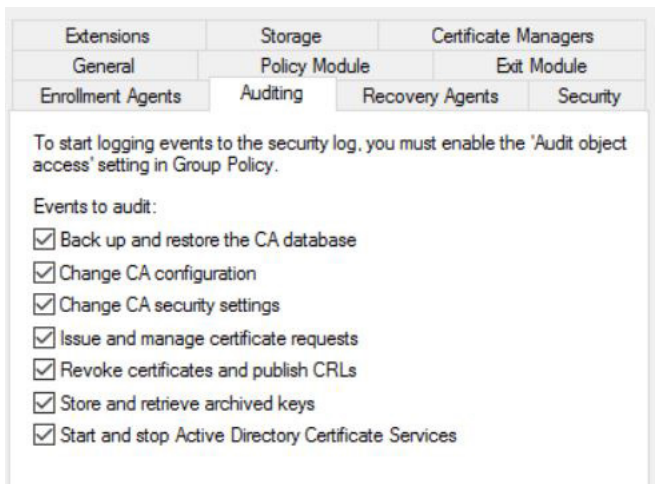 Extensions Storage Certificate Managers
General Policy Module Exit Module
Enrollment Agents Auditing Recovery Agents Security
To start logging events to the security log, you must enable the 'Audit object
access' setting in Group Policy.
Events to audit:
Back up and restore the CA database
Change CA configuration
Change CA security settings
Issue and manage certificate requests
Revoke certificates and publish CRLs
Store and retrieve archived keys
Start and stop Active Directory Certificate Services